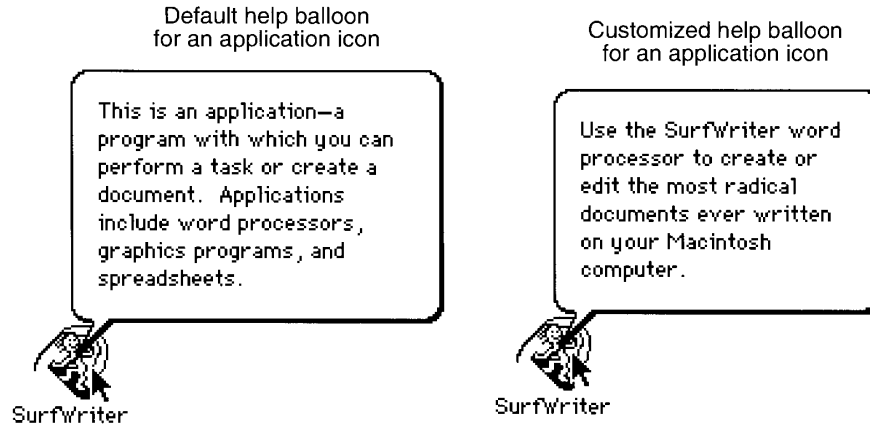 Default help balloon
for an application icon
This is an application—a
program with which you can
perform a task or create a
document. Applications
include word processors,
graphics programs, and
spreadsheets.
SurfWriter
Customized help balloon
for an application icon
Use the SurfWriter word
processor to create or
edit the most radical
documents ever written
on your Macintosh
computer.
SurfWriter